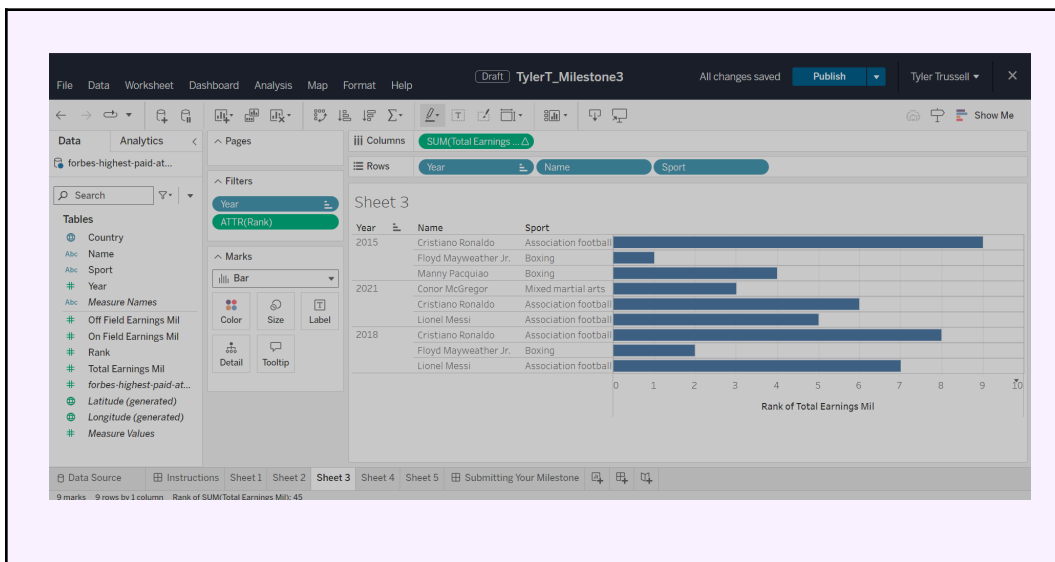 Draft TylerT_Milestone3 All changes saved Publish Tyler Trussell
File Data Worksheet Dashboard Analysis Map Format Help
Show Me
Data Analytics
Pages
iii Columns SUM(Total Earnings ...
forbes-highest-paid-at...
Rows Year Name Sport
Filters
Search
Year
Sheet 3
Tables
ATTR(Rank)
Year Name Sport
Country
2015 Cristiano Ronaldo Association football
Abc Name
Floyd Mayweather Jr. Boxing
Marks
Abc Sport
Manny Pacquiao Boxing
Bar
# Year
2021 Conor McGregor Mixed martial arts
Abc Measure Names
Cristiano Ronaldo Association football
Color Size Label
# Off Field Earnings Mil
Lionel Messi Association football
# On Field Earnings Mil
2018 Cristiano Ronaldo Association football
# Rank
Floyd Mayweather Jr. Boxing
Detail Tooltip
# Total Earnings Mil
Lionel Messi Association football
# forbes-highest-paid-at...
0 1 2 3 4 5 6 7 8 9 10
Latitude (generated)
Rank of Total Earnings Mil
Longitude (generated)
# Measure Values
Data Source Instructions Sheet 1 Sheet 2 Sheet 3 Sheet 4 Sheet 5 Submitting Your Milestone
9 marks 9 rows by 1 column Rank of SUM(Total Earnings Mil): 45